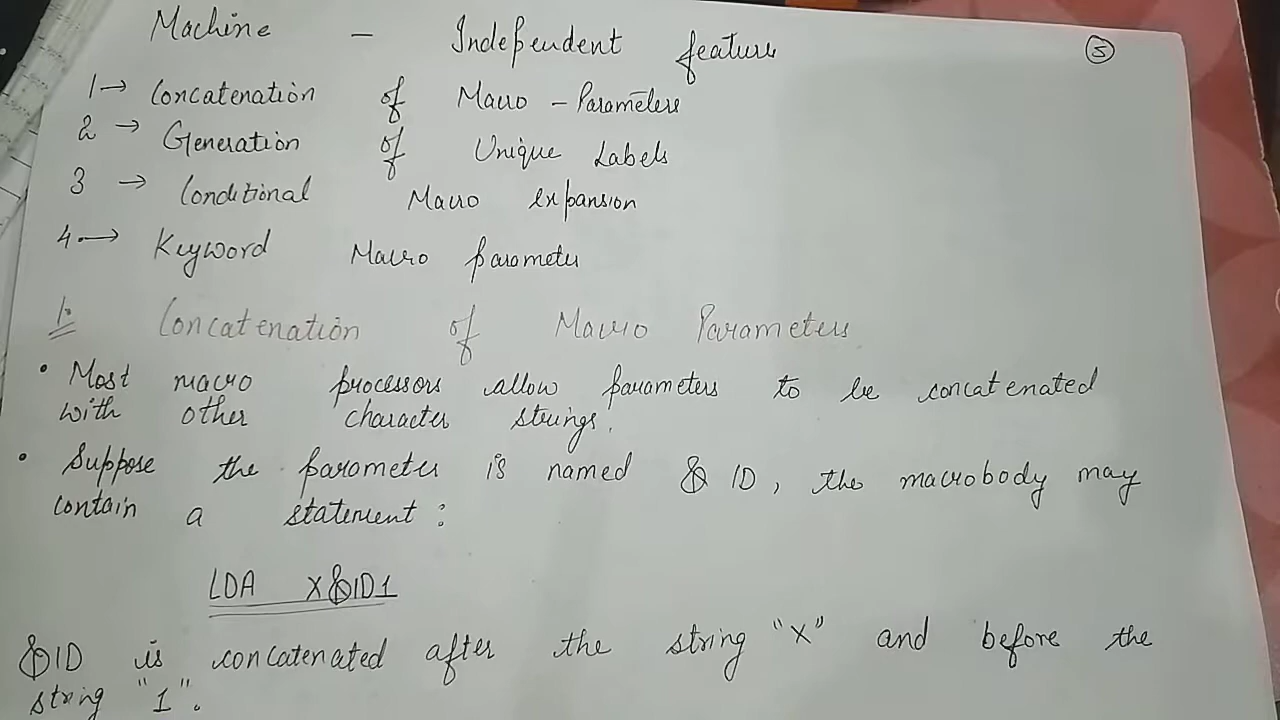 Machine - Independent feature
5
1→ Concatenation of Macro - Parameters
2 → Generation of Unique Labels
3 → Conditional Macro expansion
4.→ Keyword Macro parameter
1. Concatenation of Macro Parameters
• Most macro processors allow parameters to be concatenated
with other character strings.
• Suppose the parameter is named & ID, the macrobody may
contain a statement :
LDA X&ID1
&ID is concatenated after the string "X" and before the
string "1".